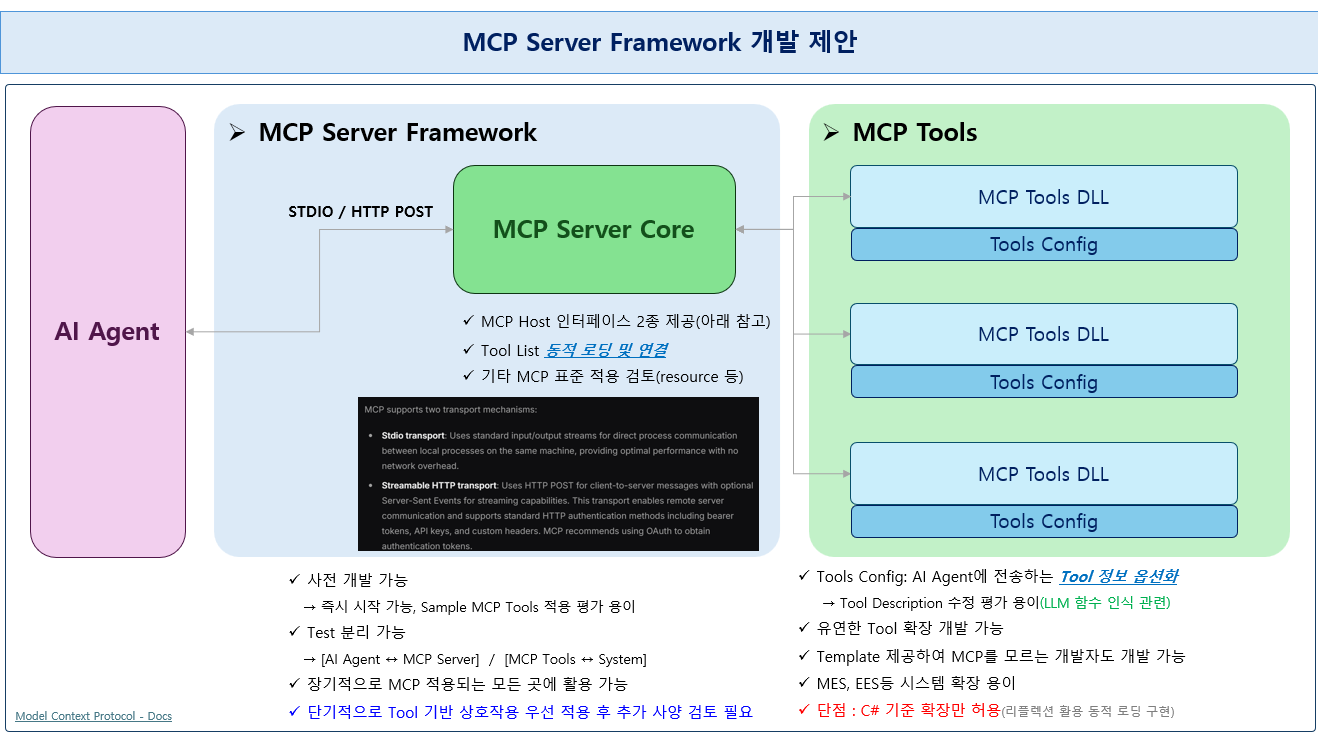 MCP Server Framework 개발 제안
AI Agent
➢ MCP Server Framework
STDIO / HTTP POST
MCP Server Core
✓ MCP Host 인터페이스 2종 제공(아래 참고)
✓ Tool List 동적 로딩 및 연결
✓ 기타 MCP 표준 적용 검토(resource 등)
MCP supports two transport mechanisms:
• Stdio transport: Uses standard input/output streams for direct process communication
between local processes on the same machine, providing optimal performance with no
network overhead.
• Streamable HTTP transport: Uses HTTP POST for client-to-server messages with optional
Server-Sent Events for streaming capabilities. This transport enables remote server
communication and supports standard HTTP authentication methods including bearer
tokens, API keys, and custom headers. MCP recommends using OAuth to obtain
authentication tokens.
✓ 사전 개발 가능
→ 즉시 시작 가능, Sample MCP Tools 적용 평가 용이
✓ Test 분리 가능
→ [AI Agent ↔ MCP Server] / [MCP Tools ↔ System]
✓ 장기적으로 MCP 적용되는 모든 곳에 활용 가능
✓ 단기적으로 Tool 기반 상호작용 우선 적용 후 추가 사양 검토 필요
➢ MCP Tools
MCP Tools DLL
Tools Config
MCP Tools DLL
Tools Config
MCP Tools DLL
Tools Config
✓ Tools Config: AI Agent에 전송하는 Tool 정보 옵션화
→ Tool Description 수정 평가 용이(LLM 함수 인식 관련)
✓ 유연한 Tool 확장 개발 가능
✓ Template 제공하여 MCP를 모르는 개발자도 개발 가능
✓ MES, EES등 시스템 확장 용이
✓ 단점 : C# 기준 확장만 허용(리플렉션 활용 동적 로딩 구현)
Model Context Protocol - Docs